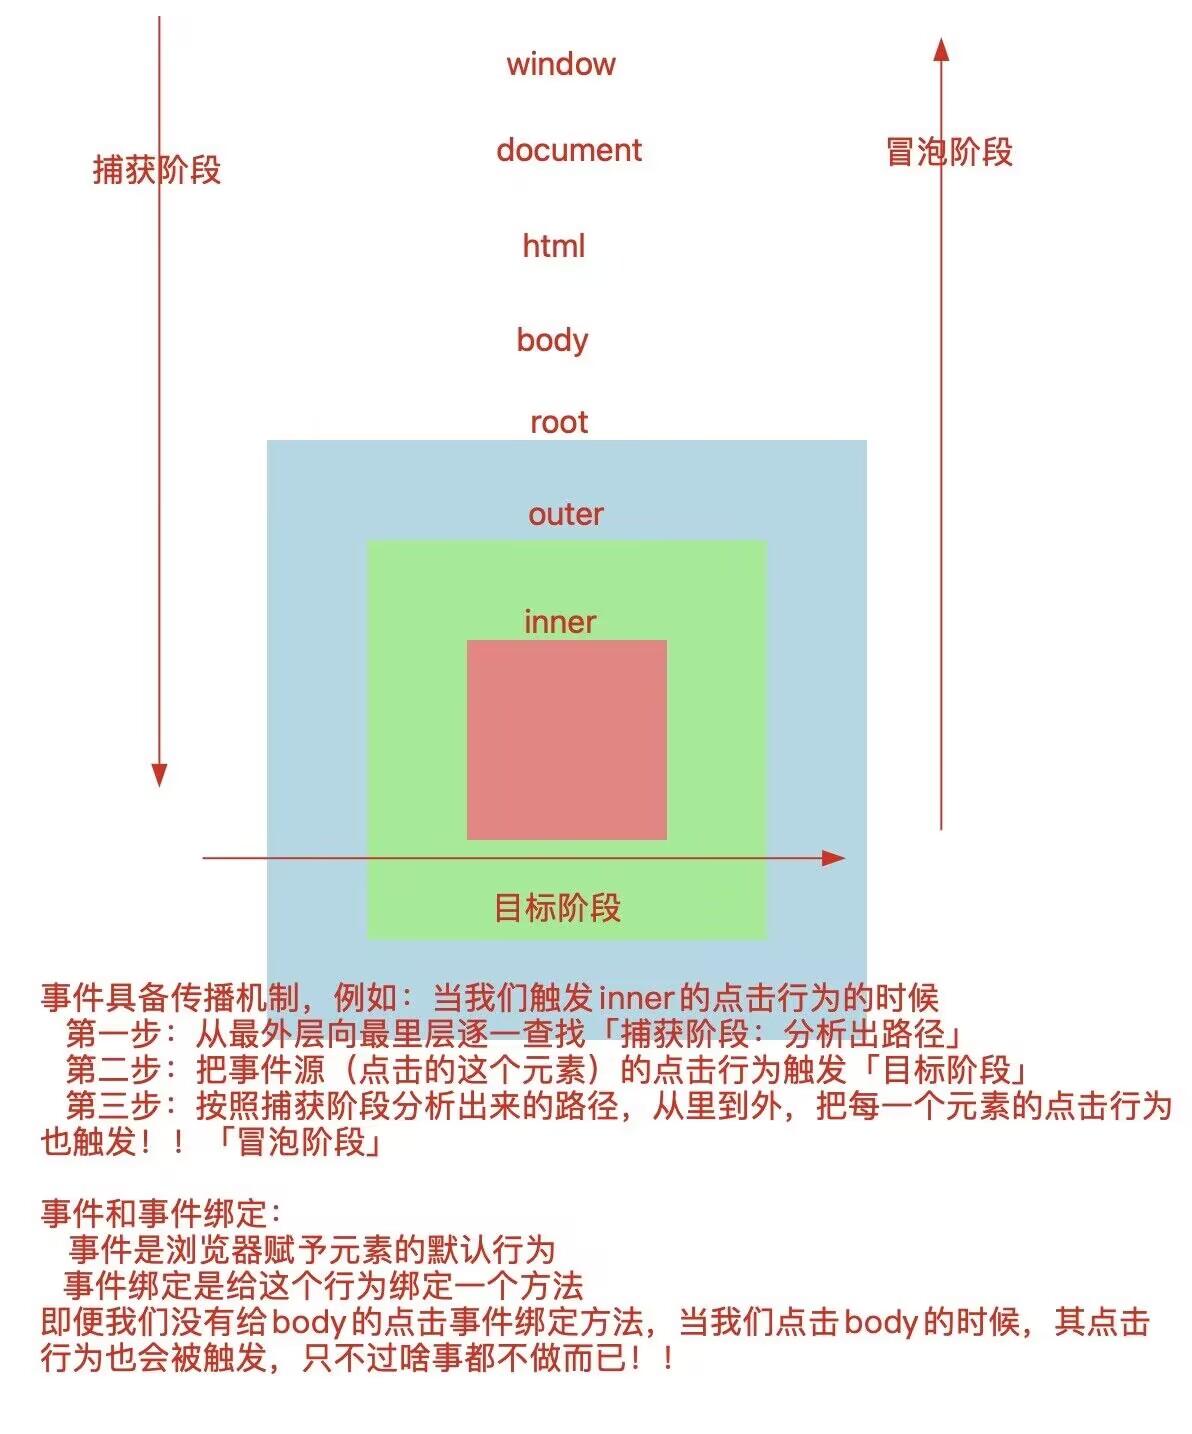 window
捕获阶段
document
冒泡阶段
html
body
root
outer
inner
目标阶段
事件具备传播机制，例如：当我们触发inner的点击行为的时候
第一步：从最外层向最里层逐一查找「捕获阶段：分析出路径」
第二步：把事件源（点击的这个元素）的点击行为触发「目标阶段」
第三步：按照捕获阶段分析出来的路径，从里到外，把每一个元素的点击行为
也触发！！「冒泡阶段」
事件和事件绑定：
事件是浏览器赋予元素的默认行为
事件绑定是给这个行为绑定一个方法
即便我们没有给body的点击事件绑定方法，当我们点击body的时候，其点击
行为也会被触发，只不过啥事都不做而已！！